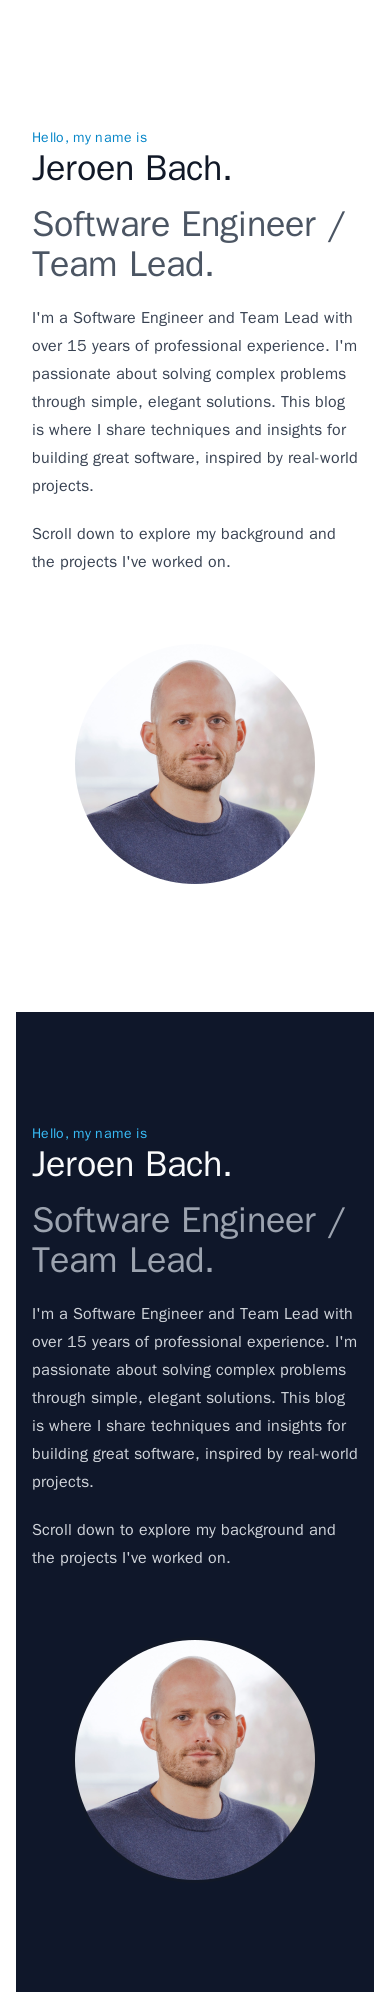 Hello, my name is
Jeroen Bach.
Software Engineer /
Team Lead.
I'm a Software Engineer and Team Lead with
over 15 years of professional experience. I'm
passionate about solving complex problems
through simple, elegant solutions. This blog
is where I share techniques and insights for
building great software, inspired by real-world
projects.
Scroll down to explore my background and
the projects I've worked on.
Hello, my name is
Jeroen Bach.
Software Engineer /
Team Lead.
I'm a Software Engineer and Team Lead with
over 15 years of professional experience. I'm
passionate about solving complex problems
through simple, elegant solutions. This blog
is where I share techniques and insights for
building great software, inspired by real-world
projects.
Scroll down to explore my background and
the projects I've worked on.